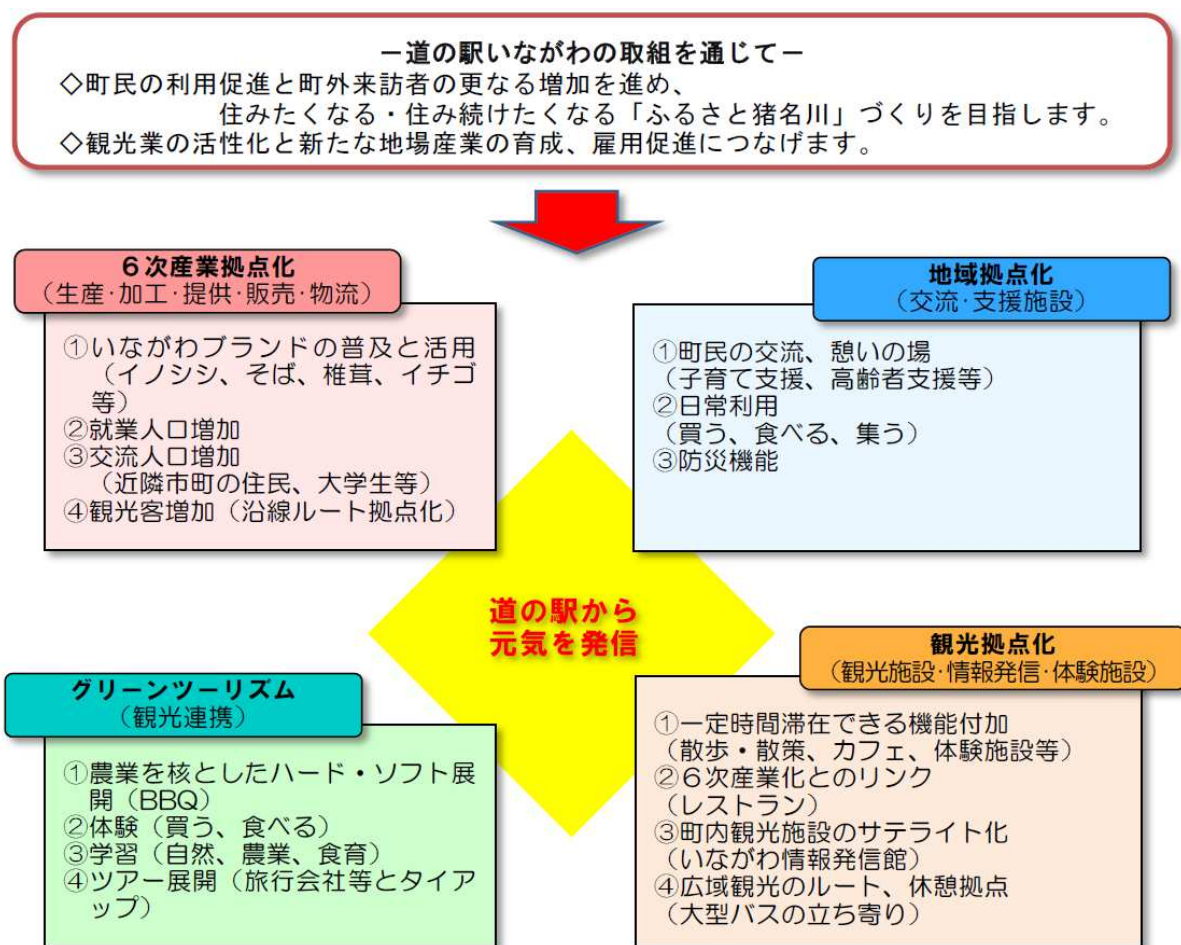 －道の駅いながわの取組を通じて－
◇町民の利用促進と町外来訪者の更なる増加を進め、
住みたくなる・住み続けたくなる「ふるさと猪名川」づくりを目指します。
◇観光業の活性化と新たな地場産業の育成、雇用促進につなげます。
６次産業拠点化
（生産・加工・提供・販売・物流）
①いながわブランドの普及と活用
（イノシシ、そば、椎茸、イチゴ
等）
②就業人口増加
③交流人口増加
（近隣市町の住民、大学生等）
④観光客増加（沿線ルート拠点化）
地域拠点化
（交流・支援施設）
①町民の交流、憩いの場
（子育て支援、高齢者支援等）
②日常利用
（買う、食べる、集う）
③防災機能
道の駅から
元気を発信
グリーンツーリズム
（観光連携）
①農業を核としたハード・ソフト展
開（BBQ）
②体験（買う、食べる）
③学習（自然、農業、食育）
④ツアー展開（旅行会社等とタイア
ップ）
観光拠点化
（観光施設・情報発信・体験施設）
①一定時間滞在できる機能付加
（散歩・散策、カフェ、体験施設等）
②６次産業化とのリンク
（レストラン）
③町内観光施設のサテライト化
（いながわ情報発信館）
④広域観光のルート、休憩拠点
（大型バスの立ち寄り）